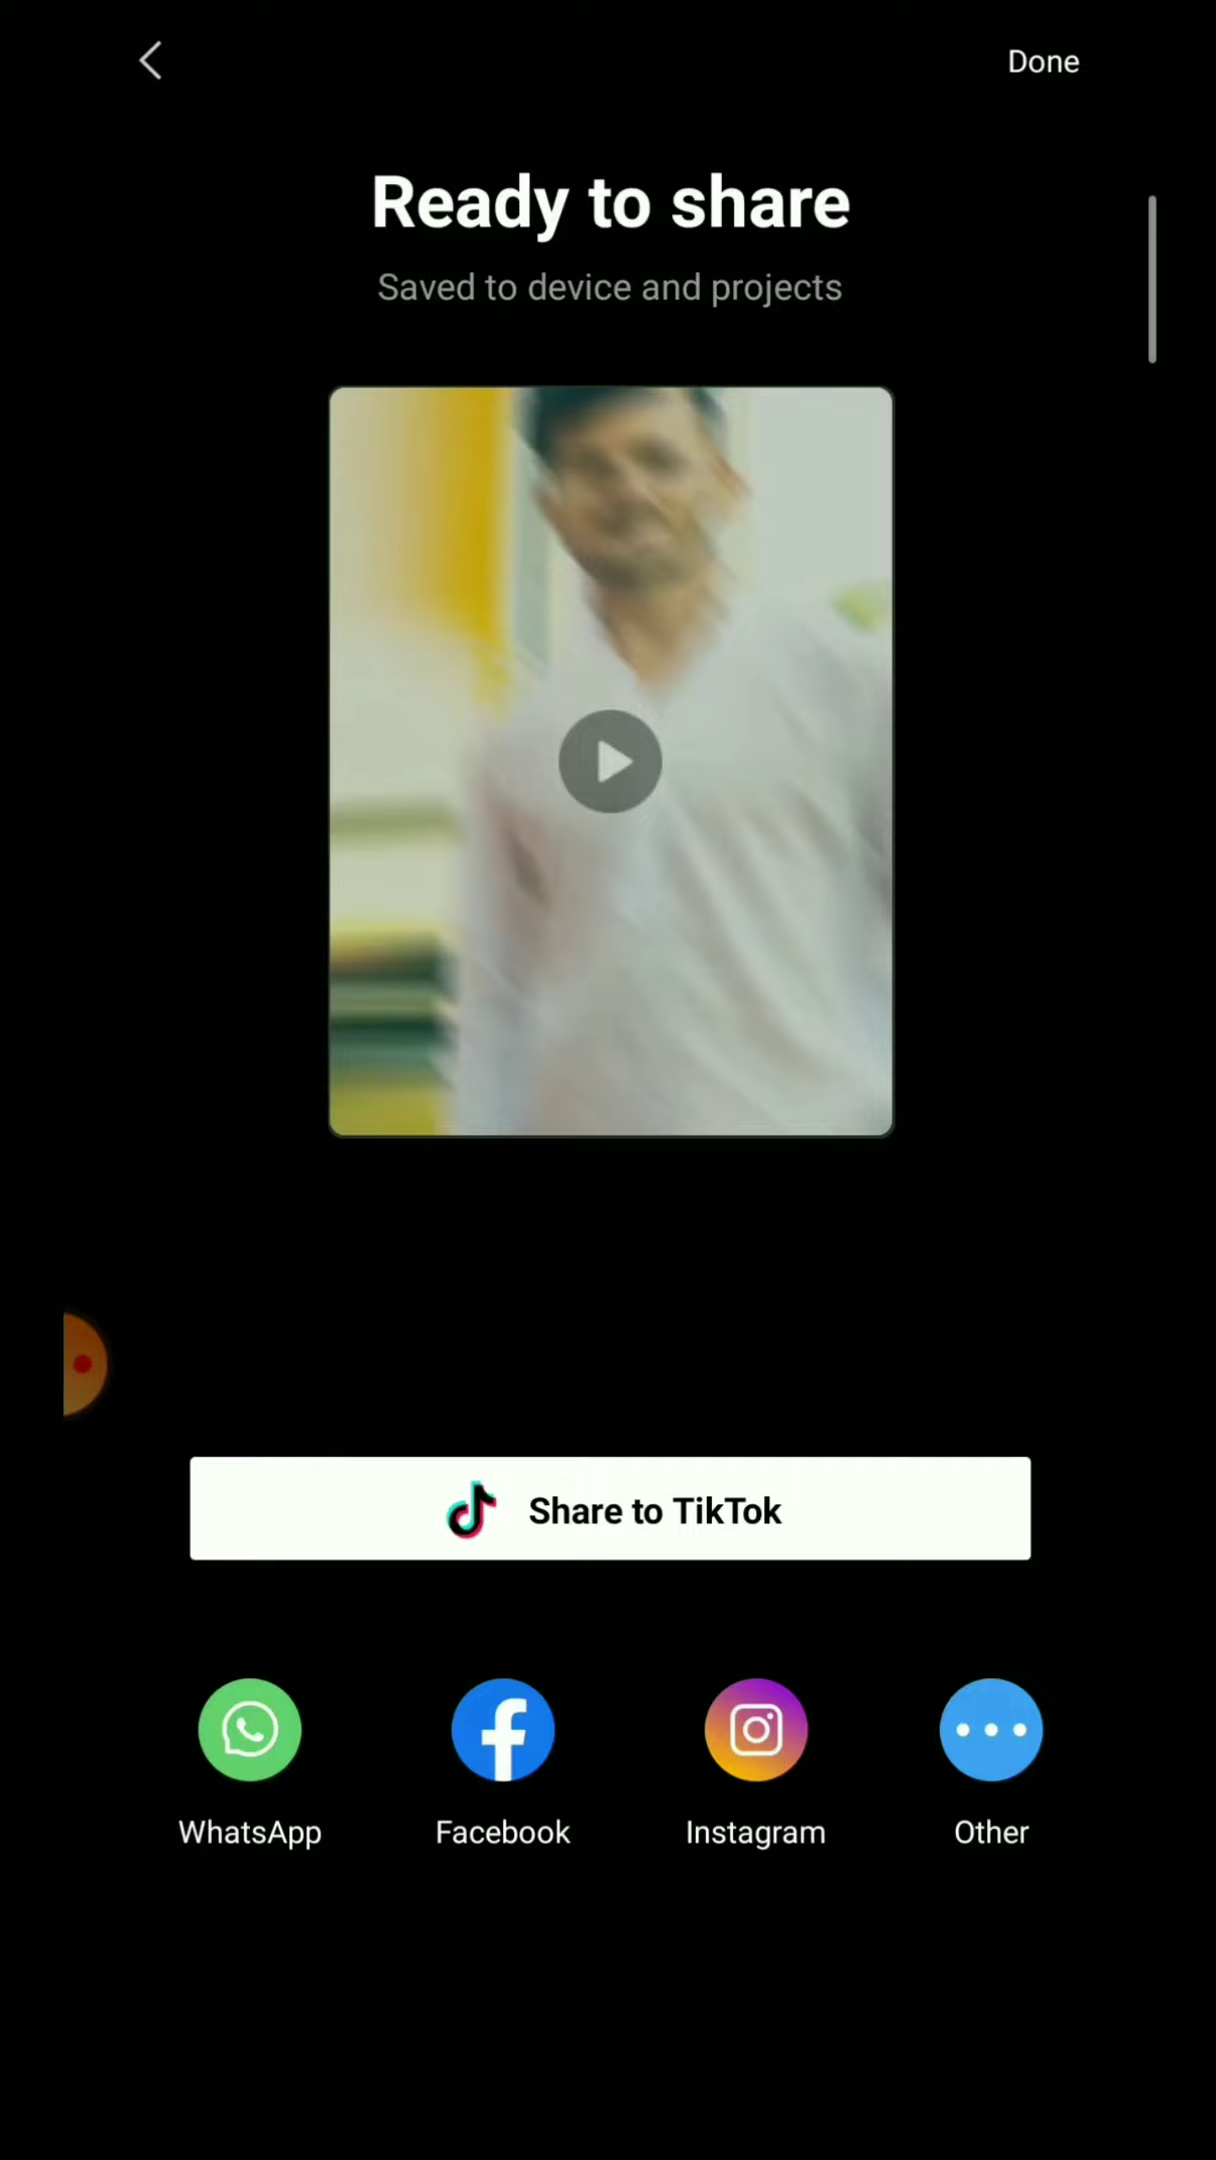 Done
Ready to share
Saved to device and projects
Share to TikTok
WhatsApp
Facebook
Instagram
Other